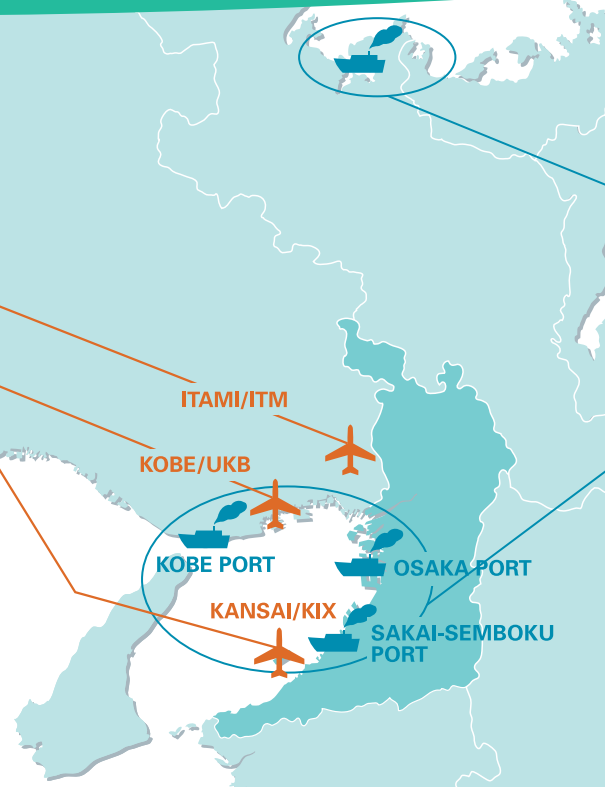 ITAMI/ITM
KOBE/UKB
KOBE PORT
OSAKA PORT
KANSAI/KIX
SAKAI-SEMBOKU
PORT